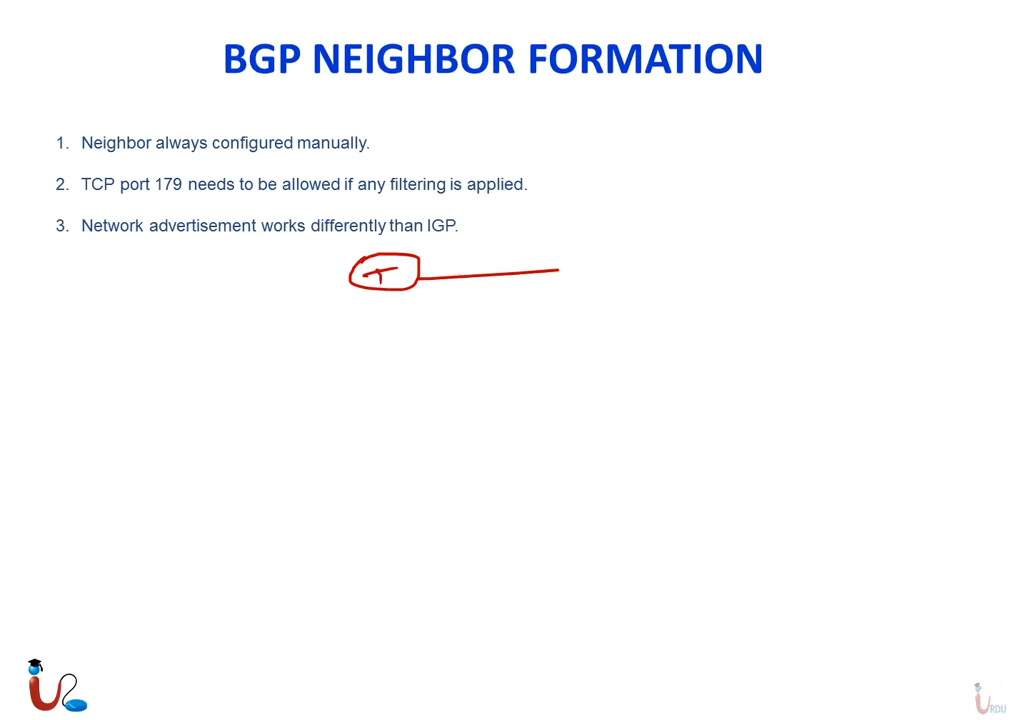 BGP NEIGHBOR FORMATION
1. Neighbor always configured manually.
2. TCP port 179 needs to be allowed if any filtering is applied.
3. Network advertisement works differently than IGP.
URDU